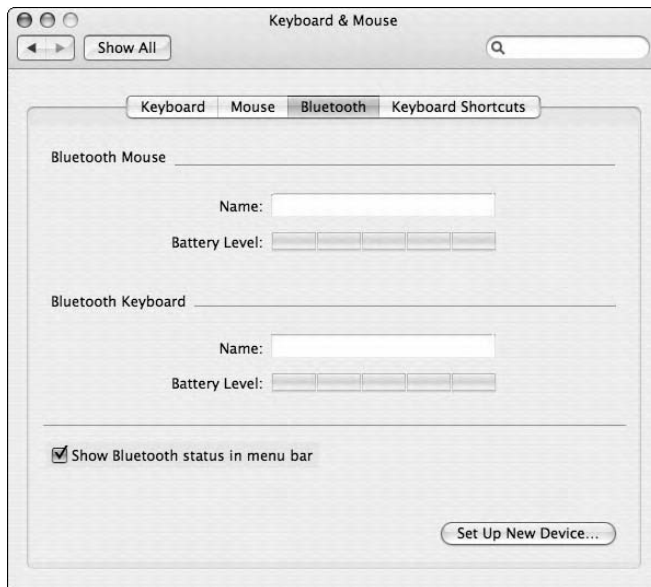 Keyboard & Mouse
Show All
Keyboard Mouse Bluetooth Keyboard Shortcuts
Bluetooth Mouse
Name:
Battery Level:
Bluetooth Keyboard
Name:
Battery Level:
Show Bluetooth status in menu bar
Set Up New Device...